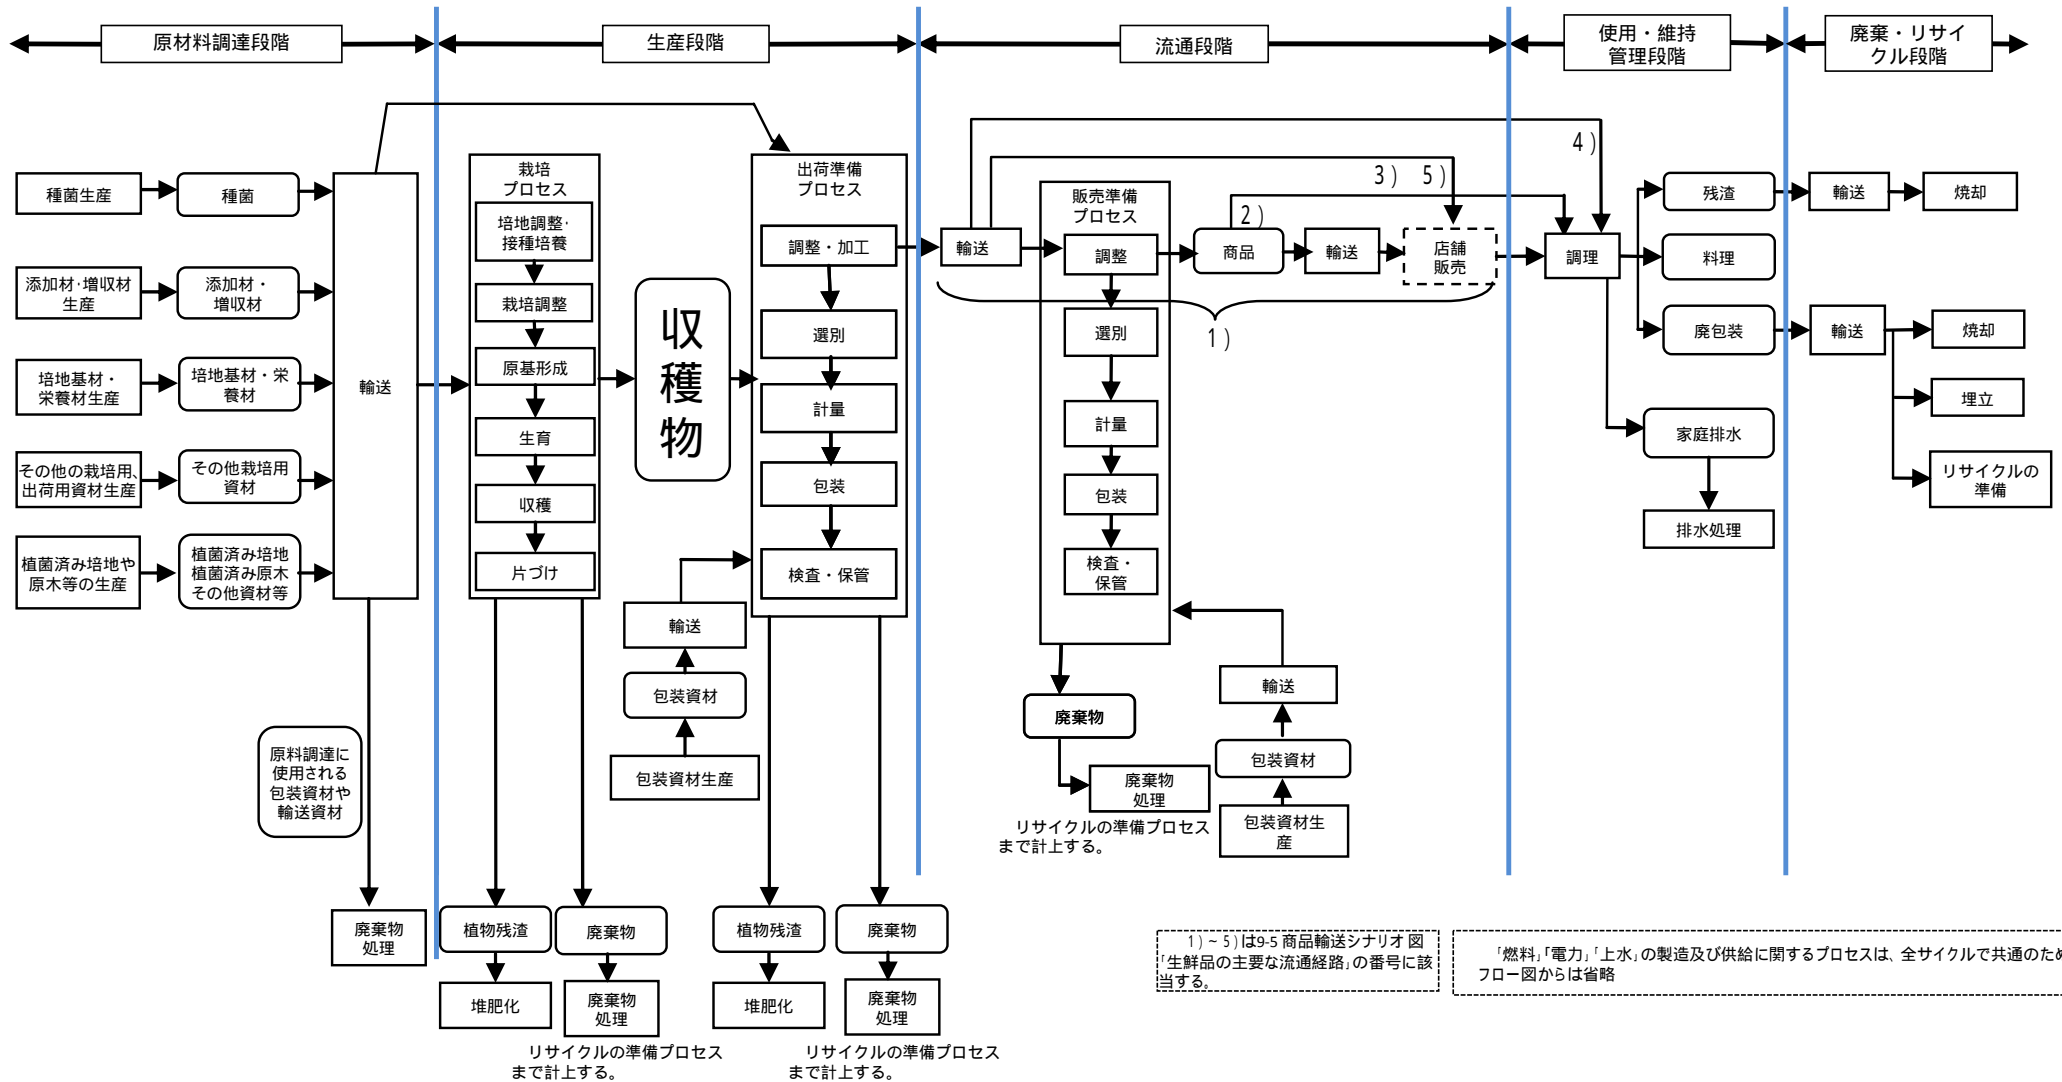 原材料調達段階
生産段階
流通段階
使用・維持
管理段階
廃棄・リサイ
クル段階
種菌生産
種菌
添加材・増収材
生産
添加材・
増収材
培地基材・
栄養材生産
培地基材・栄
養材
その他の栽培用、
出荷用資材生産
その他栽培用
資材
植菌済み培地や
原木等の生産
植菌済み培地
植菌済み原木
その他資材等
輸送
原料調達に
使用される
包装資材や
輸送資材
廃棄物
処理
栽培
プロセス
培地調整・
接種培養
栽培調整
原基形成
生育
収穫
片づけ
植物残渣
堆肥化
廃棄物
廃棄物
処理
リサイクルの準備プロセス
まで計上する。
収
穫
物
輸送
包装資材
包装資材生産
出荷準備
プロセス
調整・加工
選別
計量
包装
検査・保管
植物残渣
堆肥化
廃棄物
廃棄物
処理
リサイクルの準備プロセス
まで計上する。
輸送
販売準備
プロセス
調整
選別
計量
包装
検査・
保管
廃棄物
廃棄物
処理
リサイクルの準備プロセス
まで計上する。
輸送
包装資材
包装資材生
産
商品
輸送
店舗
販売
1)
2)
3) 5)
4)
調理
残渣
料理
廃包装
家庭排水
排水処理
輸送
焼却
輸送
焼却
埋立
リサイクルの
準備
1)~5)は9-5 商品輸送シナリオ 図
「生鮮品の主要な流通経路」の番号に該
当する。
「燃料」「電力」「上水」の製造及び供給に関するプロセスは、全サイクルで共通のため
フロー図からは省略